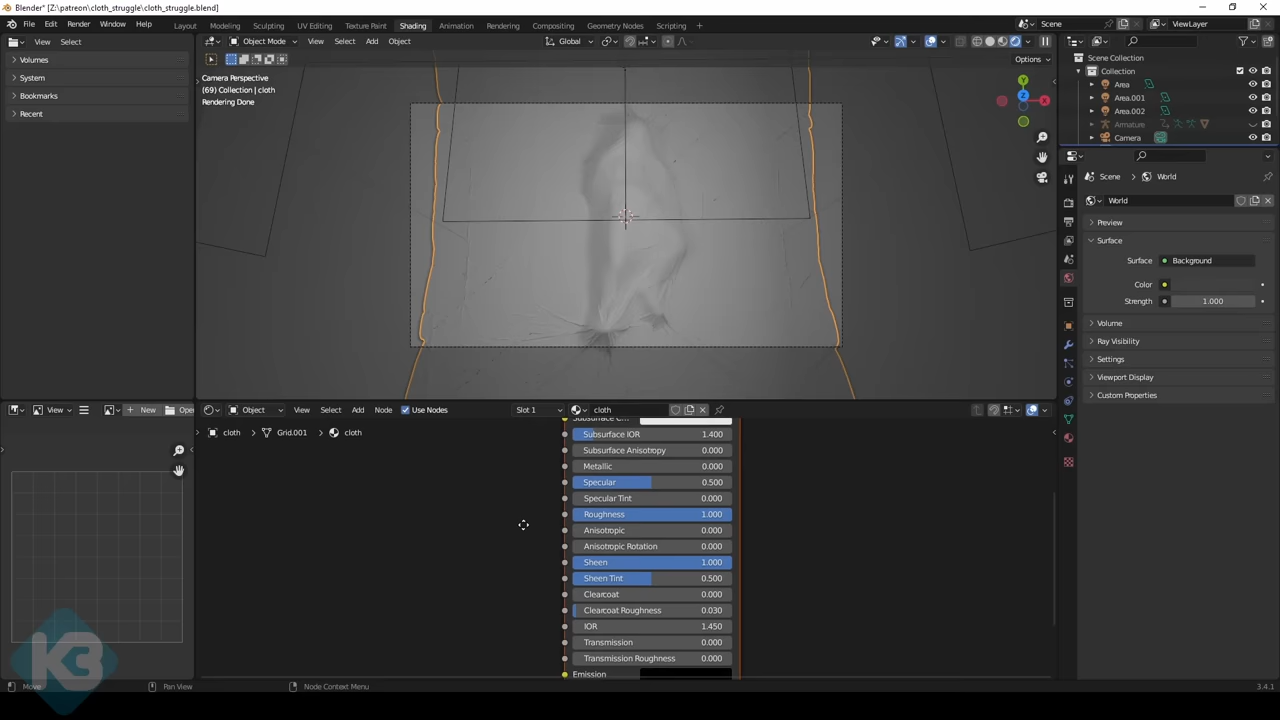 Blender* [Z:\patreon\cloth_struggle\cloth_struggle.blend]
File Edit Render Window Help Layout Modeling Sculpting UV Editing Texture Paint Shading Animation Rendering Compositing Geometry Nodes Scripting + Scene ViewLayer
View Select Object Mode View Select Add Object Global
Options
Volumes
System
Bookmarks
Recent
Camera Perspective
(69) Collection | cloth
Rendering Done
Y
Z
X
Scene Collection
Collection
Area
Area.001
Area.002
Armature
Camera
Scene > World
World
Preview
Surface
Surface Background
Color
Strength 1.000
Volume
Ray Visibility
Settings
Viewport Display
Custom Properties
View + New Ope Object View Select Add Node Use Nodes Slot 1 cloth
cloth > Grid.001 > cloth
Subsurface C...
Subsurface IOR 1.400
Subsurface Anisotropy 0.000
Metallic 0.000
Specular 0.500
Specular Tint 0.000
Roughness 1.000
Anisotropic 0.000
Anisotropic Rotation 0.000
Sheen 1.000
Sheen Tint 0.500
Clearcoat 0.000
Clearcoat Roughness 0.030
IOR 1.450
Transmission 0.000
Transmission Roughness 0.000
Emission
K3
Move Pan View Node Context Menu 3.4.1